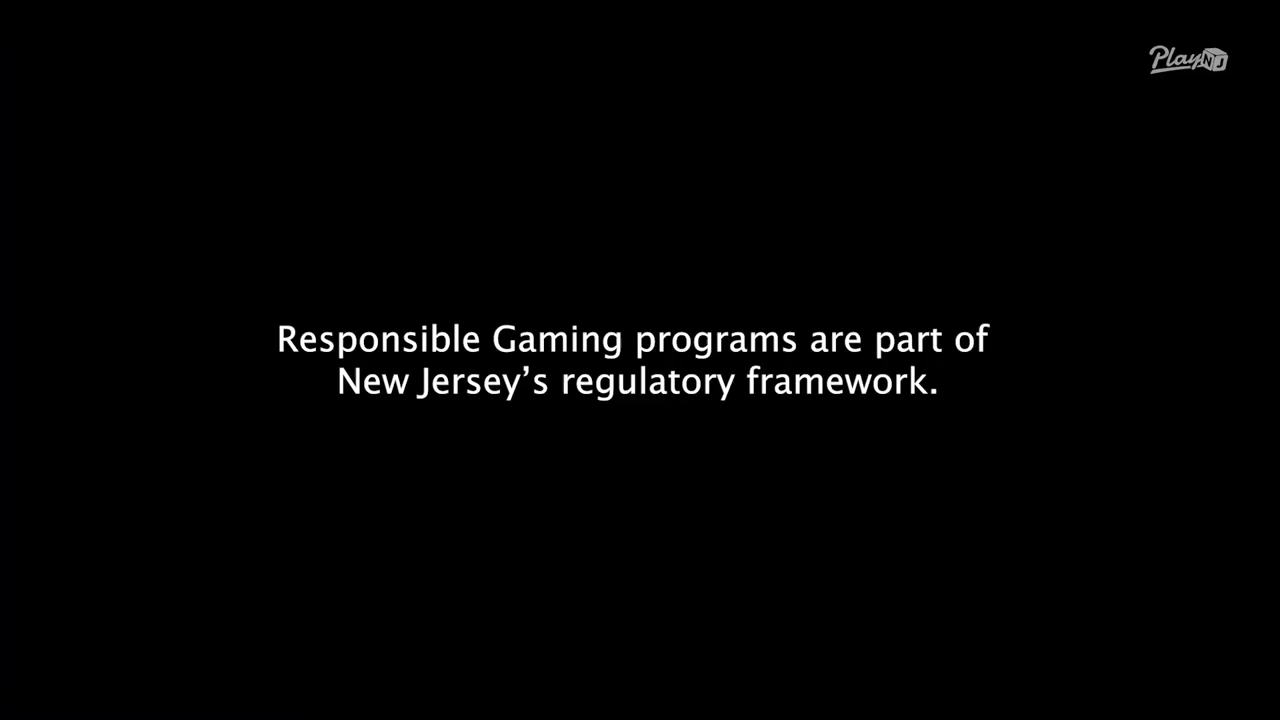 PlayNJ
Responsible Gaming programs are part of
New Jersey’s regulatory framework.